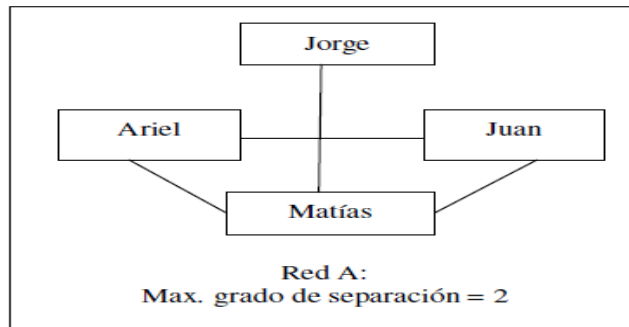 Jorge
Ariel
Juan
Matías
Red A:
Max. grado de separación = 2